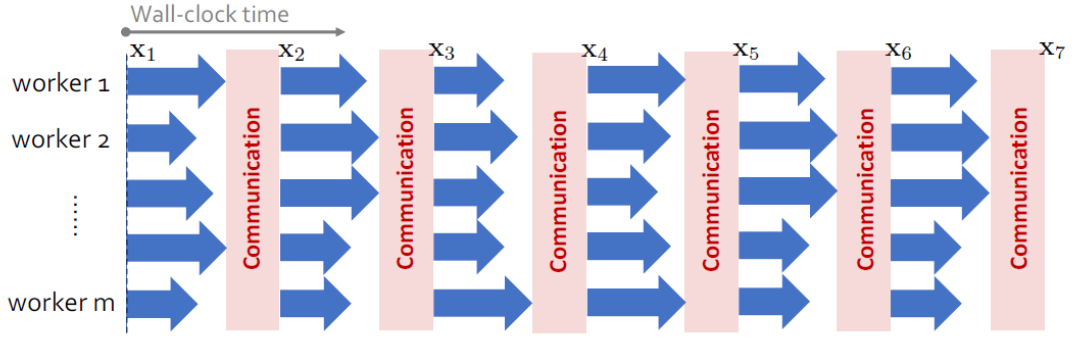 Wall-clock time
x₁ x₂ x₃ x₄ x₅ x₆ x₇
worker 1
worker 2
......
worker m
Communication
Communication
Communication
Communication
Communication
Communication